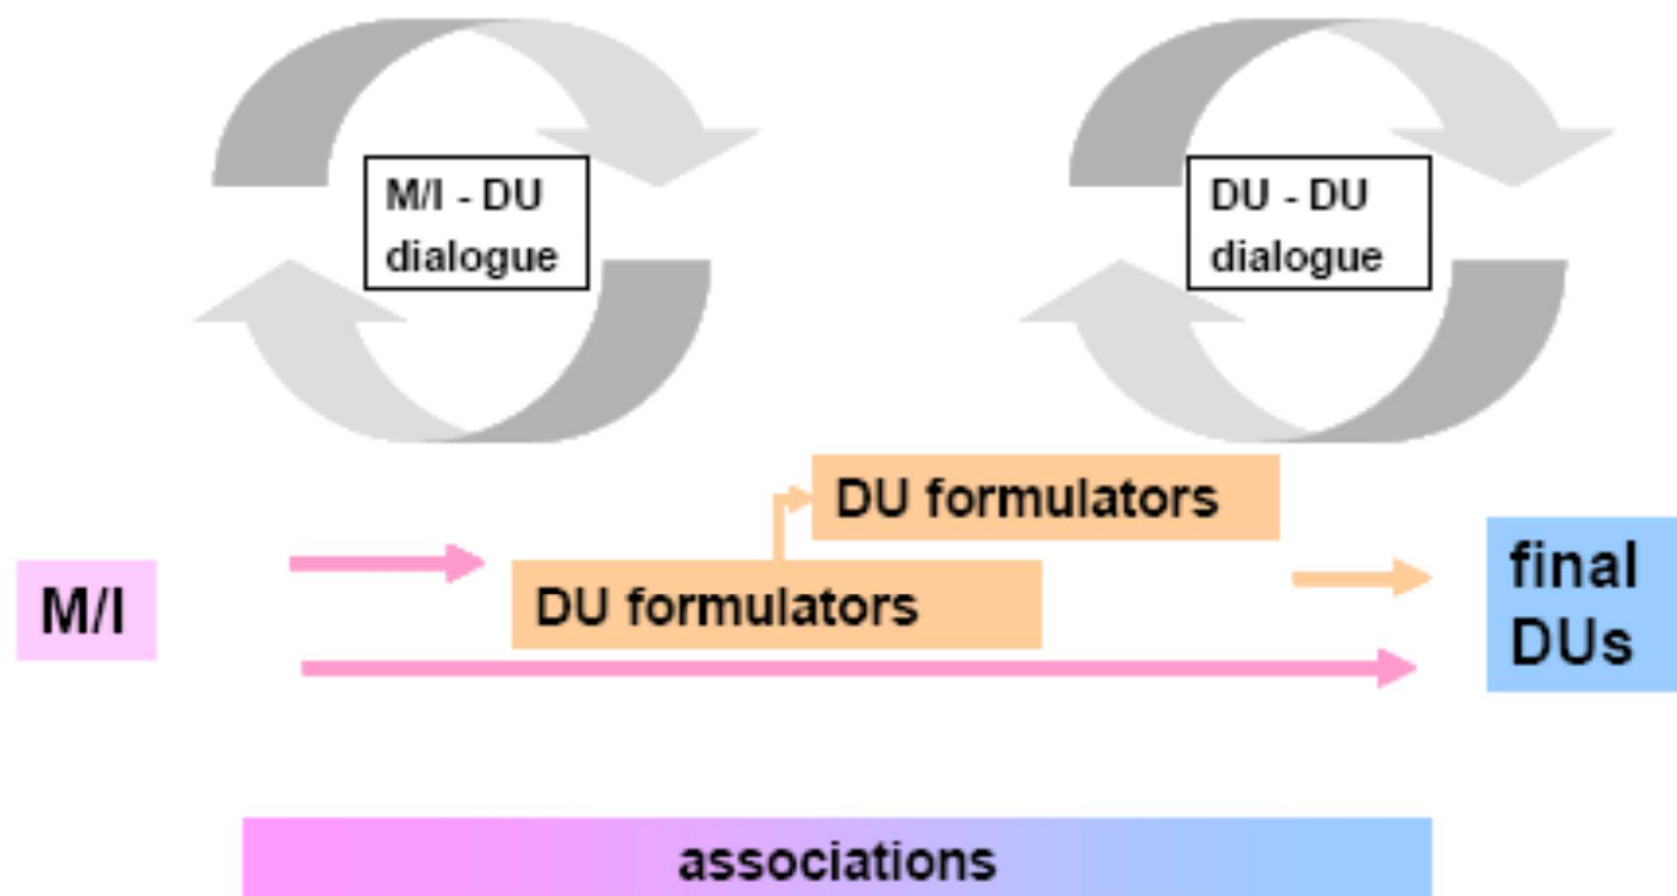 M/I - DU
dialogue
DU - DU
dialogue
DU formulators
M/I
DU formulators
final
DUs
associations